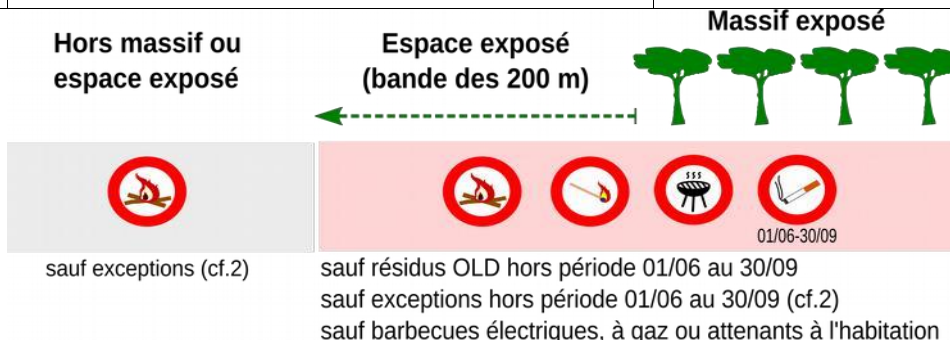 Hors massif ou
espace exposé
Espace exposé
(bande des 200 m)
Massif exposé
01/06-30/09
sauf exceptions (cf.2)
sauf résidus OLD hors période 01/06 au 30/09
sauf exceptions hors période 01/06 au 30/09 (cf.2)
sauf barbecues électriques, à gaz ou attenants à l'habitation